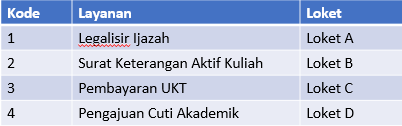 Kode Layanan Loket
1 Legalisir Ijazah Loket A
2 Surat Keterangan Aktif Kuliah Loket B
3 Pembayaran UKT Loket C
4 Pengajuan Cuti Akademik Loket D